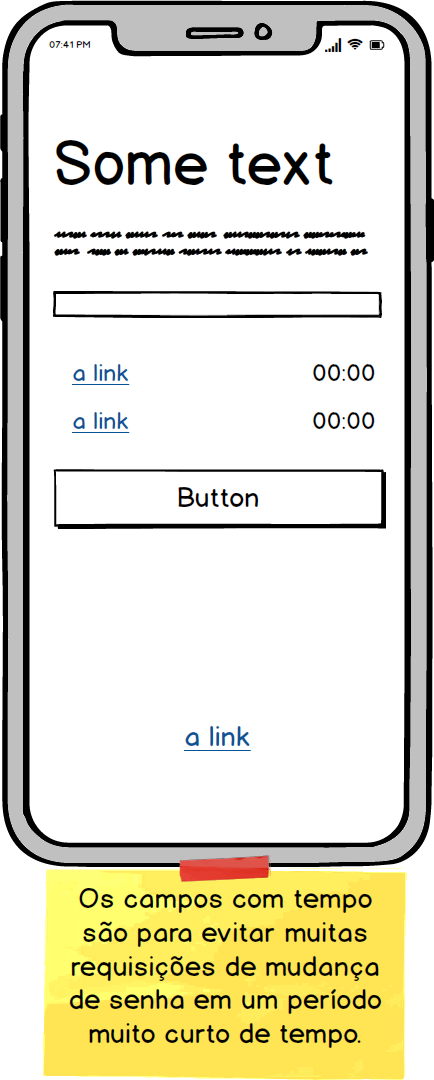 07:41 PM
Some text
a link 00:00
a link 00:00
Button
a link
Os campos com tempo
são para evitar muitas
requisições de mudança
de senha em um período
muito curto de tempo.